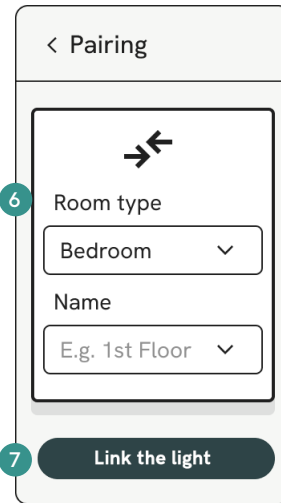 < Pairing
6
Room type
Bedroom
Name
E.g. 1st Floor
7
Link the light